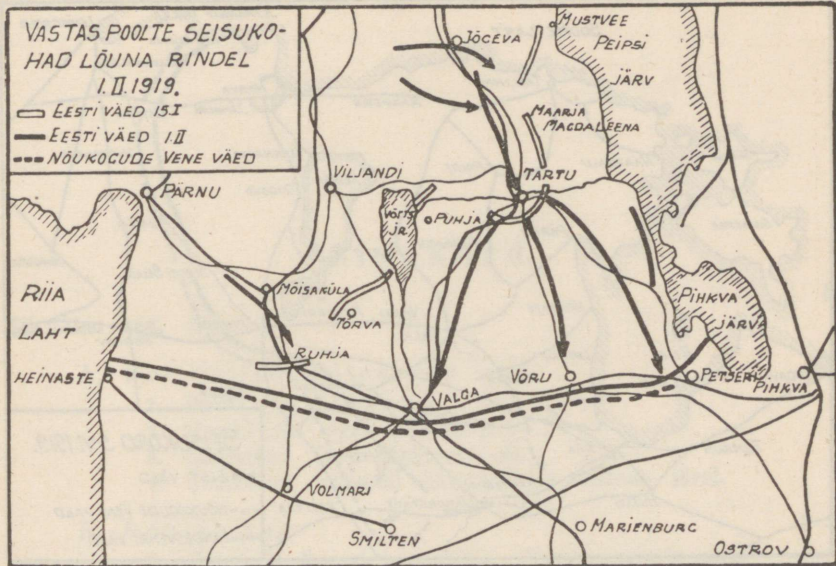 VASTASPOOLTE SEISUKO-
HAD LÕUNA RINDEL
1.II.1919.
EESTI VÄED 15.I
EESTI VÄED 1.II
NÕUKOGUDE VENE VÄED
MUSTVEE
JÕGEVA
PEIPSI
JÄRV
MAARJA
MAGDALEENA
VILJANDI
TARTU
PÄRNU
VÕRTS
JR.
PUHJA
MÕISAKÜLA
RIIA
LAHT
TÕRVA
PIHKVA
JÄRV
RUHJA
HEINASTE
VALGA
VÕRU
PETSERI
PIHKVA
VOLMARI
SMILTEN
MARIENBURG
OSTROV